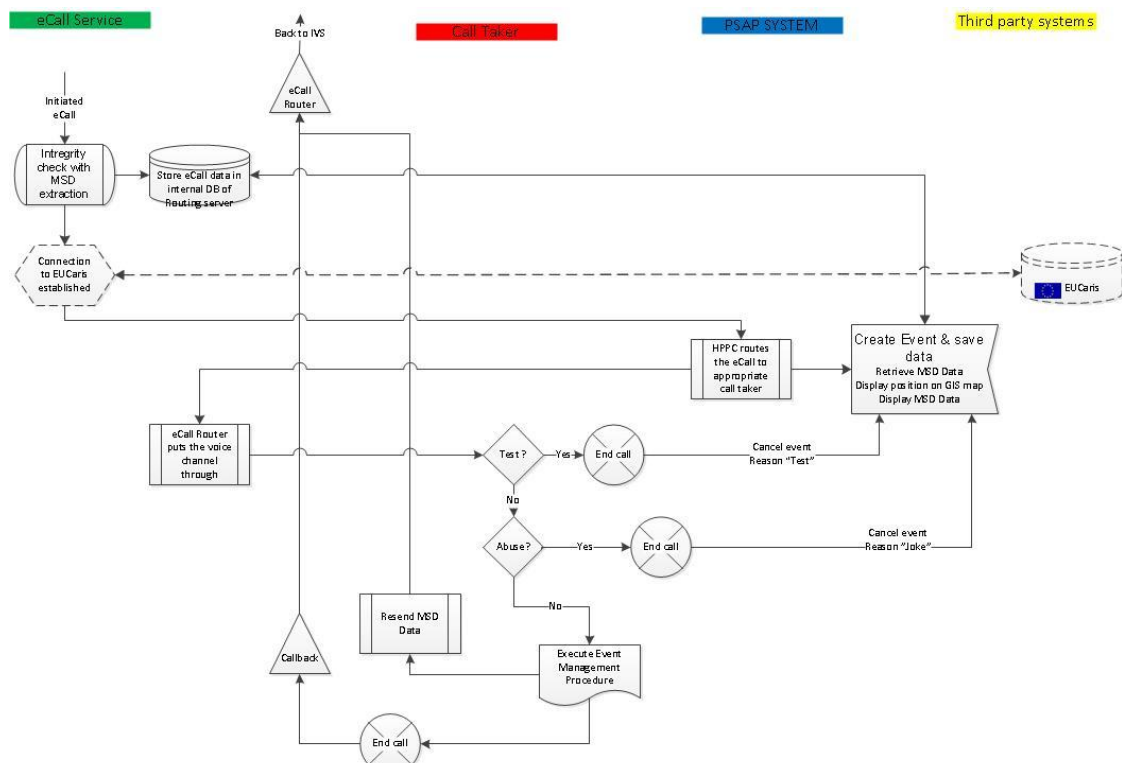 eCall Service
Call Taker
PSAP SYSTEM
Third party systems
Back to IVS
eCall
Router
Initiated
eCall
Intregrity
check with
MSD
extraction
Store eCall data in
internal DB of
Routing server
Connection
to EUCaris
established
EUCaris
HPPC routes
the eCall to
appropriate
call taker
Create Event & save
data
Retrieve MSD Data
Display position on GIS map
Display MSD Data
eCall Router
puts the voice
channel
through
Test?
Yes
End call
Cancel event
Reason "Test"
No
Abuse?
Yes
End call
Cancel event
Reason "Joke"
No
Resend MSD
Data
Execute Event
Management
Procedure
Callback
End call